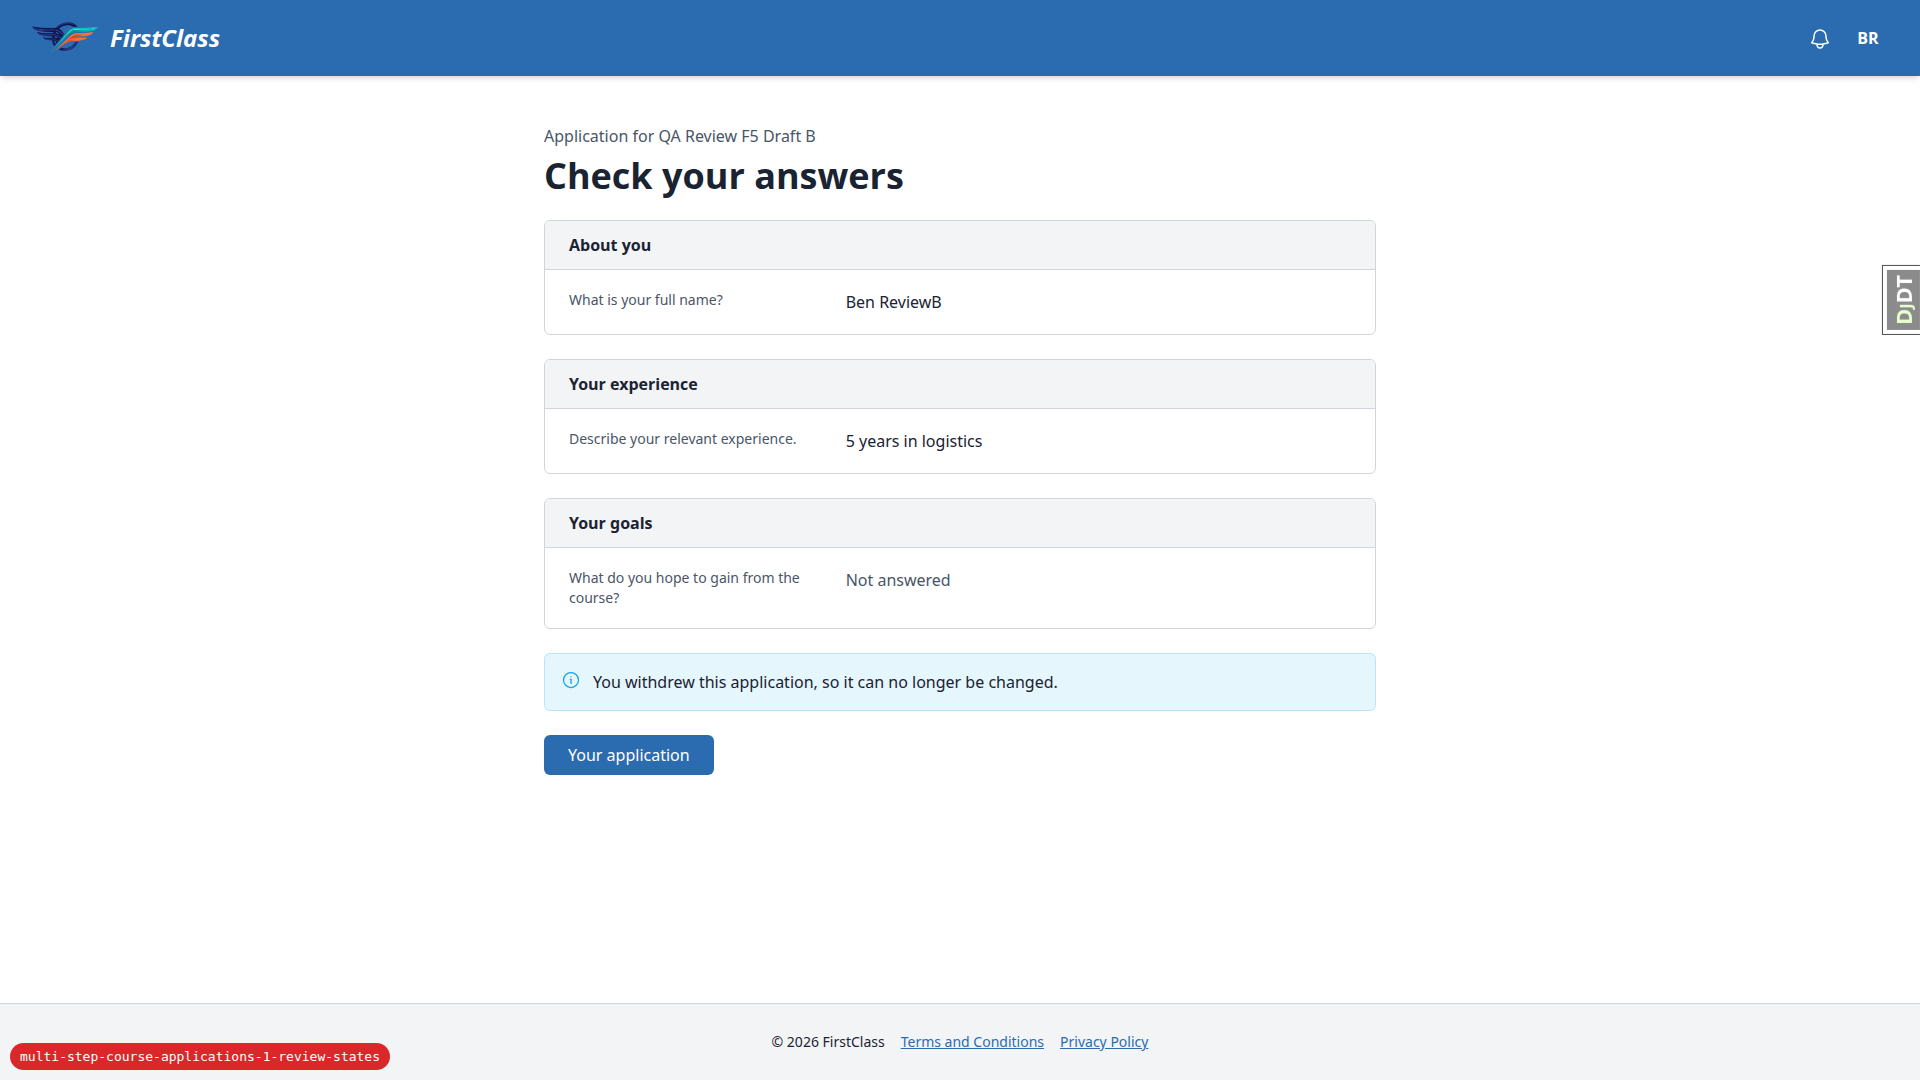 FirstClass
BR
Application for QA Review F5 Draft B
Check your answers
About you
What is your full name?
Ben ReviewB
Your experience
Describe your relevant experience.
5 years in logistics
Your goals
What do you hope to gain from the course?
Not answered
You withdrew this application, so it can no longer be changed.
Your application
DJDT
© 2026 FirstClass Terms and Conditions Privacy Policy
multi-step-course-applications-1-review-states